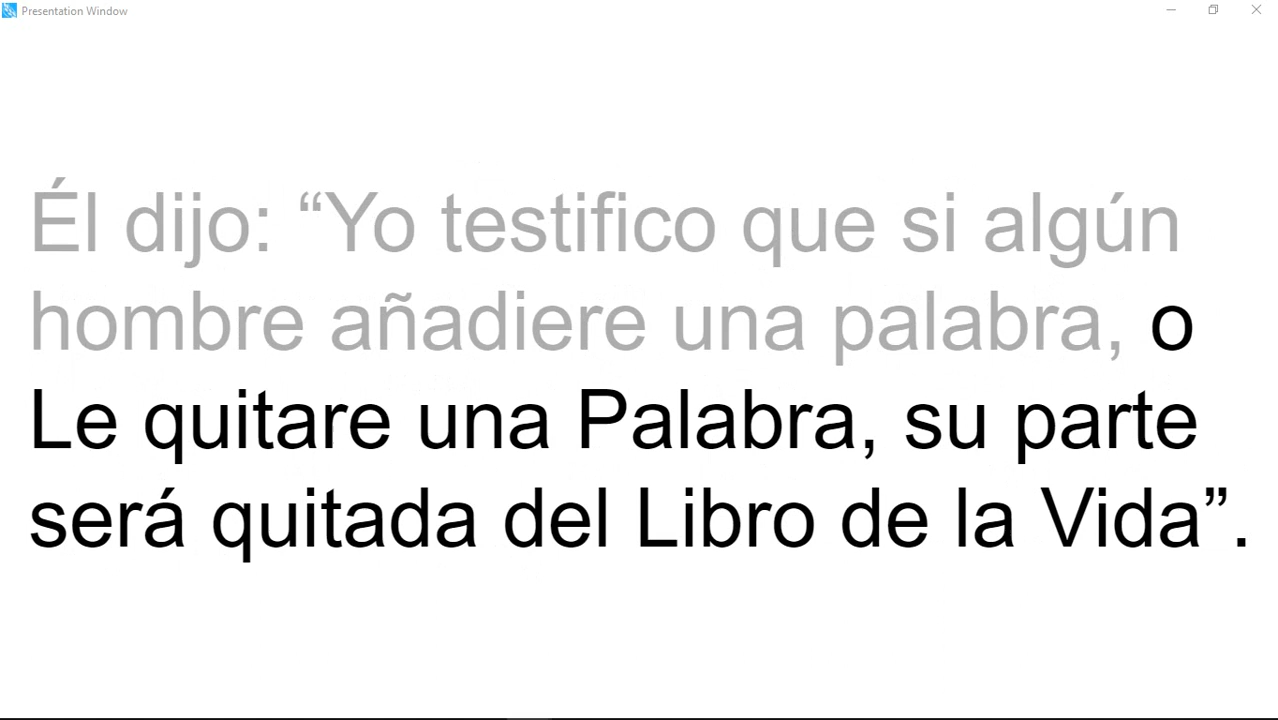 Presentation Window
Él dijo: “Yo testifico que si algún
hombre añadiere una palabra, o
Le quitare una Palabra, su parte
será quitada del Libro de la Vida”.